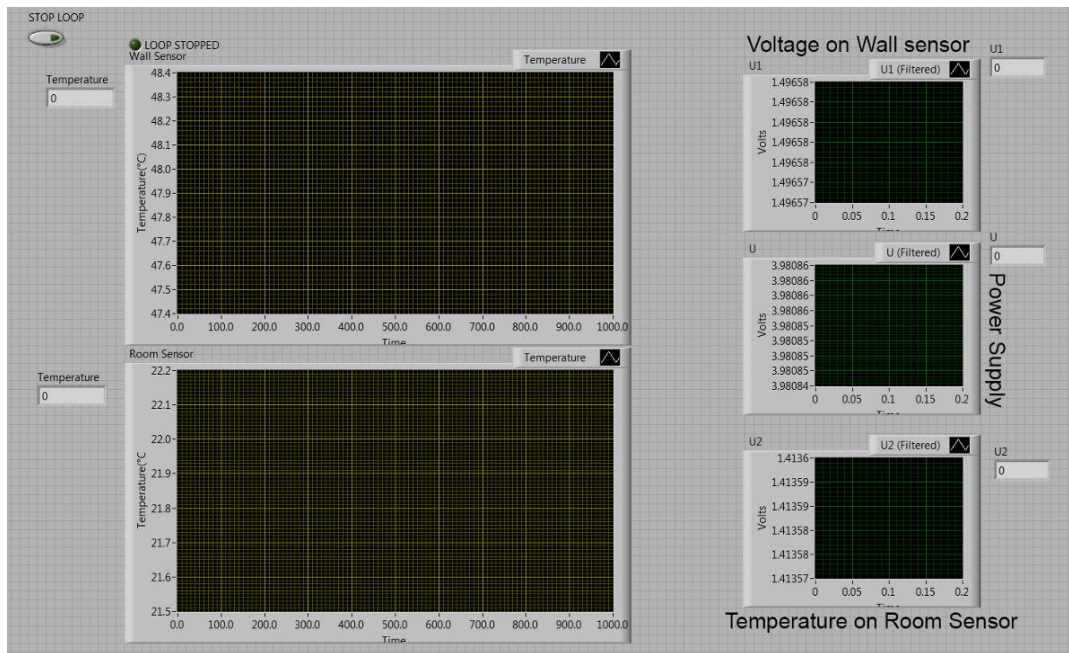 STOP LOOP
LOOP STOPPED
Wall Sensor
Temperature
Temperature
0
48.4
48.3
48.2
48.1
48.0
47.9
47.8
47.7
47.6
47.5
47.4
Temperature(°C)
0.0 100.0 200.0 300.0 400.0 500.0 600.0 700.0 800.0 900.0 1000.0
Time
Room Sensor
Temperature
Temperature
0
22.2
22.1
22.0
21.9
21.8
21.7
21.6
21.5
Temperature(°C
0.0 100.0 200.0 300.0 400.0 500.0 600.0 700.0 800.0 900.0 1000.0
Time
Voltage on Wall sensor
U1
U1 (Filtered)
U1
0
1.49658
1.49658
1.49658
1.49658
1.49658
1.49657
1.49657
Volts
0 0.05 0.1 0.15 0.2
Time
U
U (Filtered)
U
0
3.98086
3.98086
3.98086
3.98086
3.98085
3.98085
3.98085
3.98085
3.98084
Volts
0 0.05 0.1 0.15 0.2
Time
Power Supply
U2
U2 (Filtered)
U2
0
1.4136
1.41359
1.41359
1.41358
1.41358
1.41357
Volts
0 0.05 0.1 0.15 0.2
Time
Temperature on Room Sensor